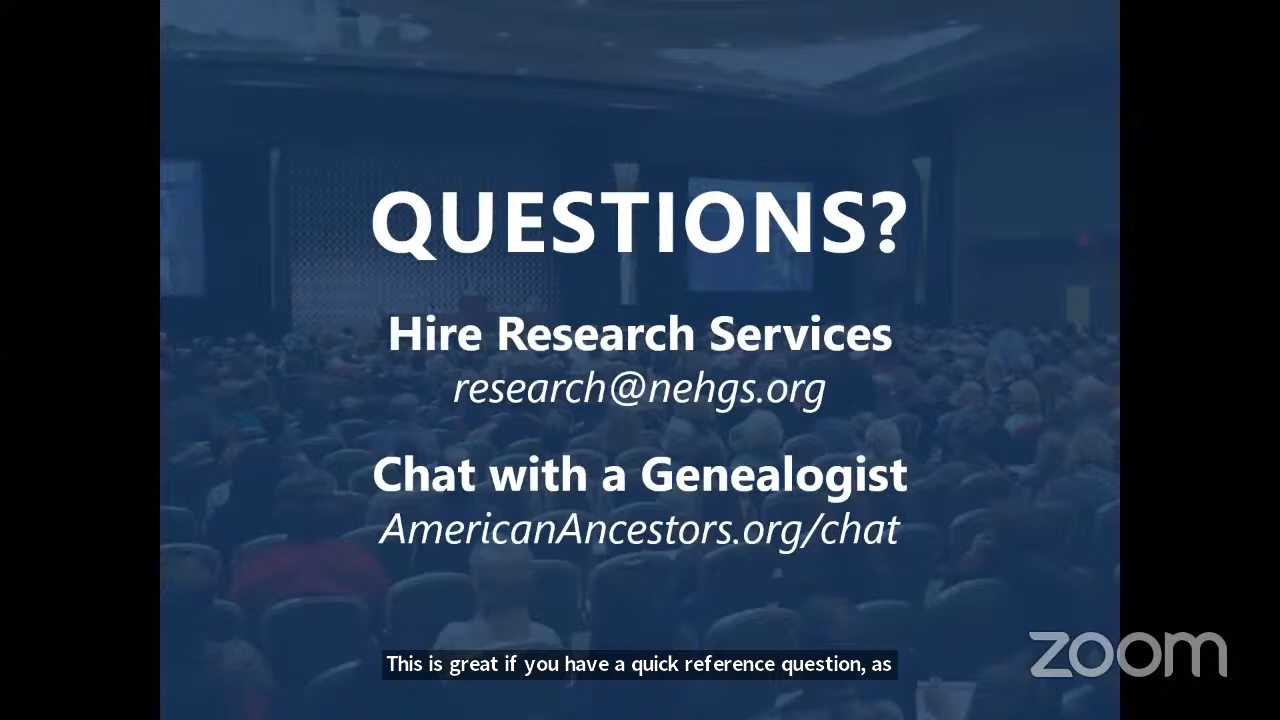 QUESTIONS?
Hire Research Services
research@nehgs.org
Chat with a Genealogist
AmericanAncestors.org/chat
This is great if you have a quick reference question, as
zoom